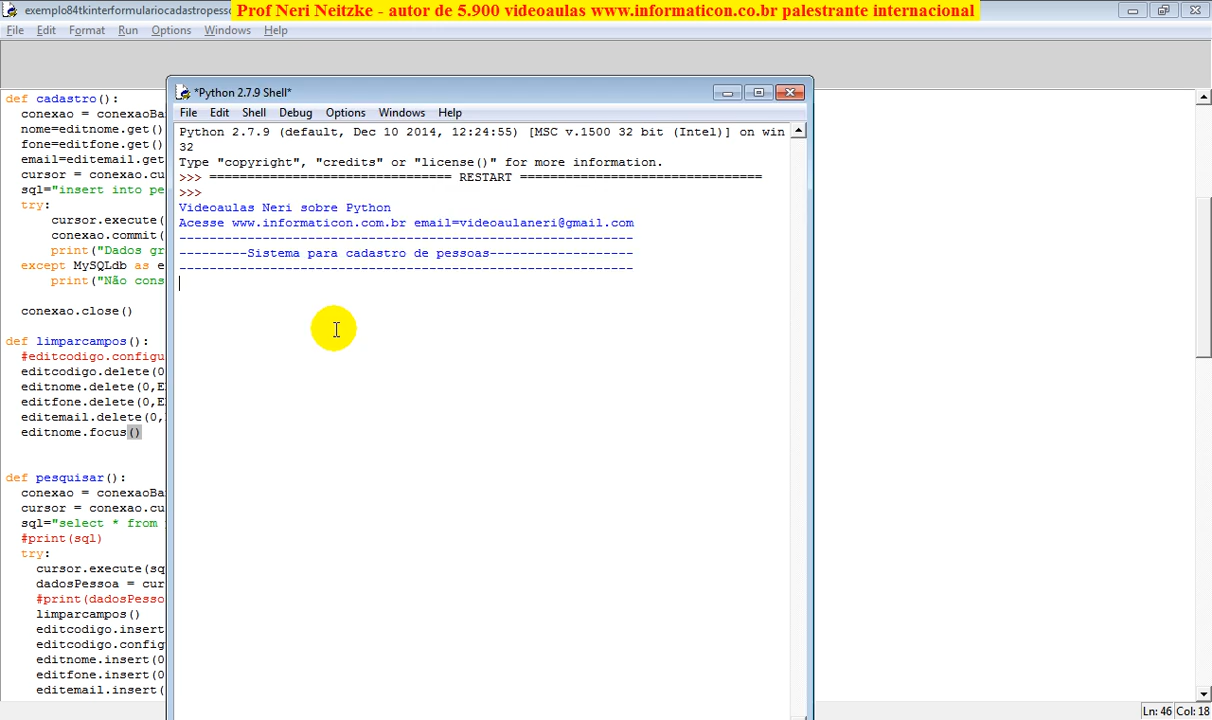 exemplo84tkinterformulariocadastropesso
Prof Neri Neitzke - autor de 5.900 videoaulas www.informaticon.co.br palestrante internacional
File Edit Format Run Options Windows Help
def cadastro():
conexao = conexaoBa
nome=editnome.get()
fone=editfone.get()
email=editemail.get
cursor = conexao.cu
sql="insert into pe
try:
cursor.execute(
conexao.commit(
print("Dados gr
except MySQLdb as e
print("Não cons
conexao.close()
def limparcampos():
#editcodigo.configu
editcodigo.delete(0
editnome.delete(0,E
editfone.delete(0,E
editemail.delete(0,
editnome.focus()
def pesquisar():
conexao = conexaoBa
cursor = conexao.cu
sql="select * from
#print(sql)
try:
cursor.execute(sq
dadosPessoa = cur
#print(dadosPesso
limparcampos()
editcodigo.insert
editcodigo.config
editnome.insert(0
editfone.insert(0
editemail.insert(
*Python 2.7.9 Shell*
File Edit Shell Debug Options Windows Help
Python 2.7.9 (default, Dec 10 2014, 12:24:55) [MSC v.1500 32 bit (Intel)] on win
32
Type "copyright", "credits" or "license()" for more information.
>>> ================================ RESTART ================================
>>>
Videoaulas Neri sobre Python
Acesse www.informaticon.com.br email=videoaulaneri@gmail.com
------------------------------------------------------------
---------Sistema para cadastro de pessoas-------------------
------------------------------------------------------------
Ln: 46 Col: 18